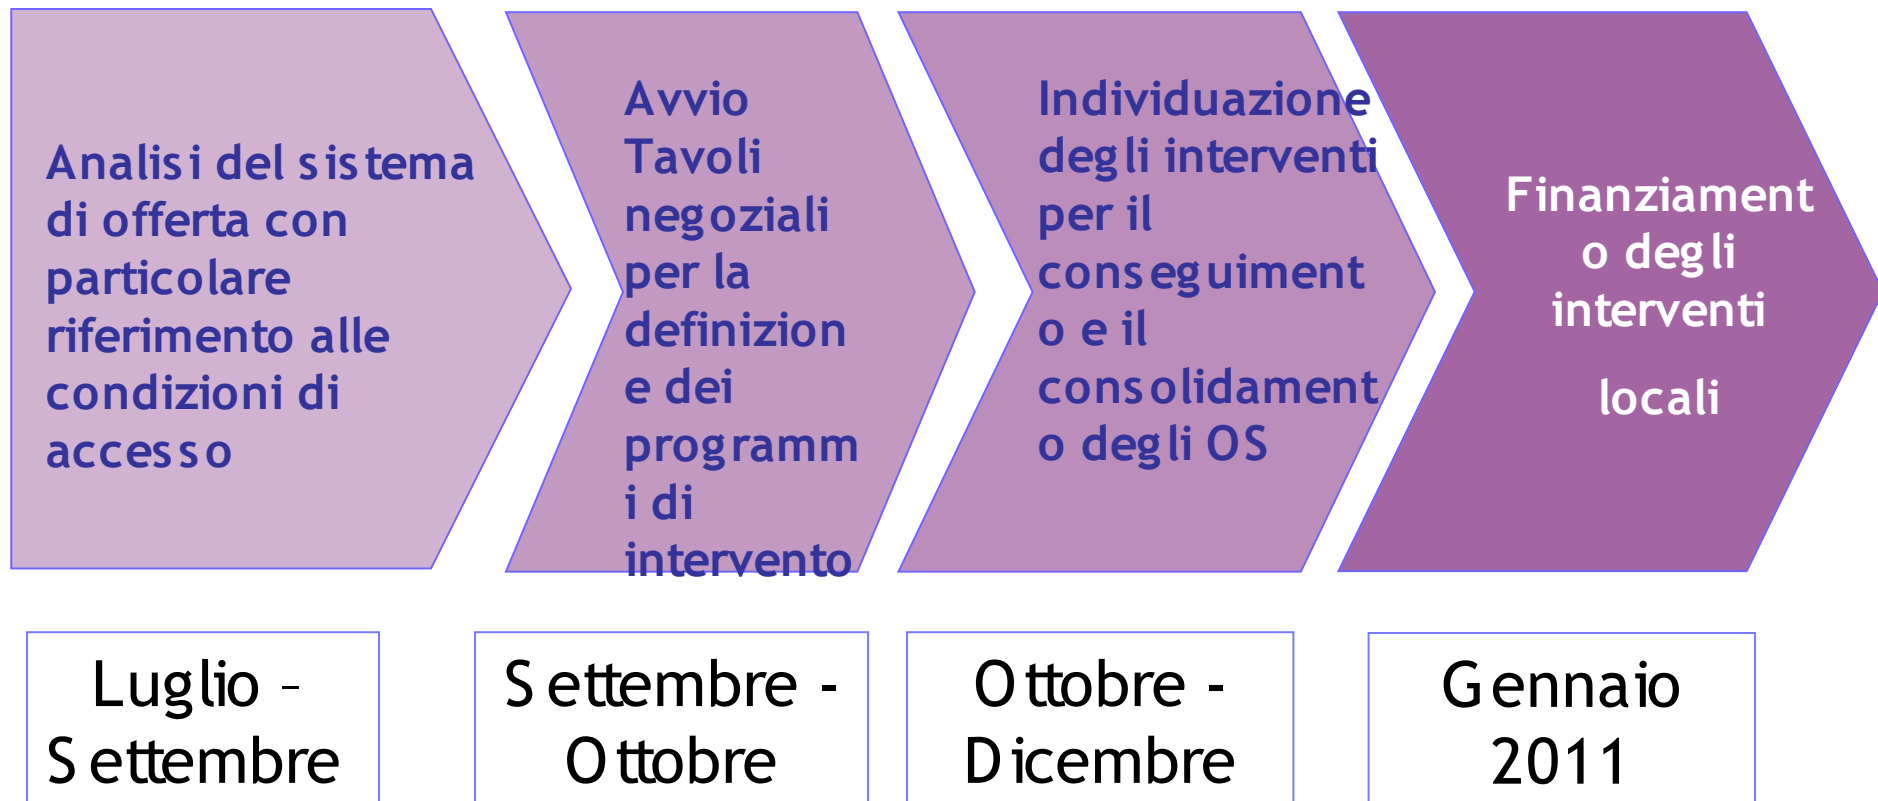 Analisi del sistema
di offerta con
particolare
riferimento alle
condizioni di
accesso
Avvio
Tavoli
negoziali
per la
definizion
e dei
programm
i di
intervento
Individuazione
degli interventi
per il
conseguiment
o e il
consolidament
o degli OS
Finanziament
o degli
interventi
locali
Luglio –
Settembre
Settembre -
Ottobre
Ottobre -
Dicembre
Gennaio
2011